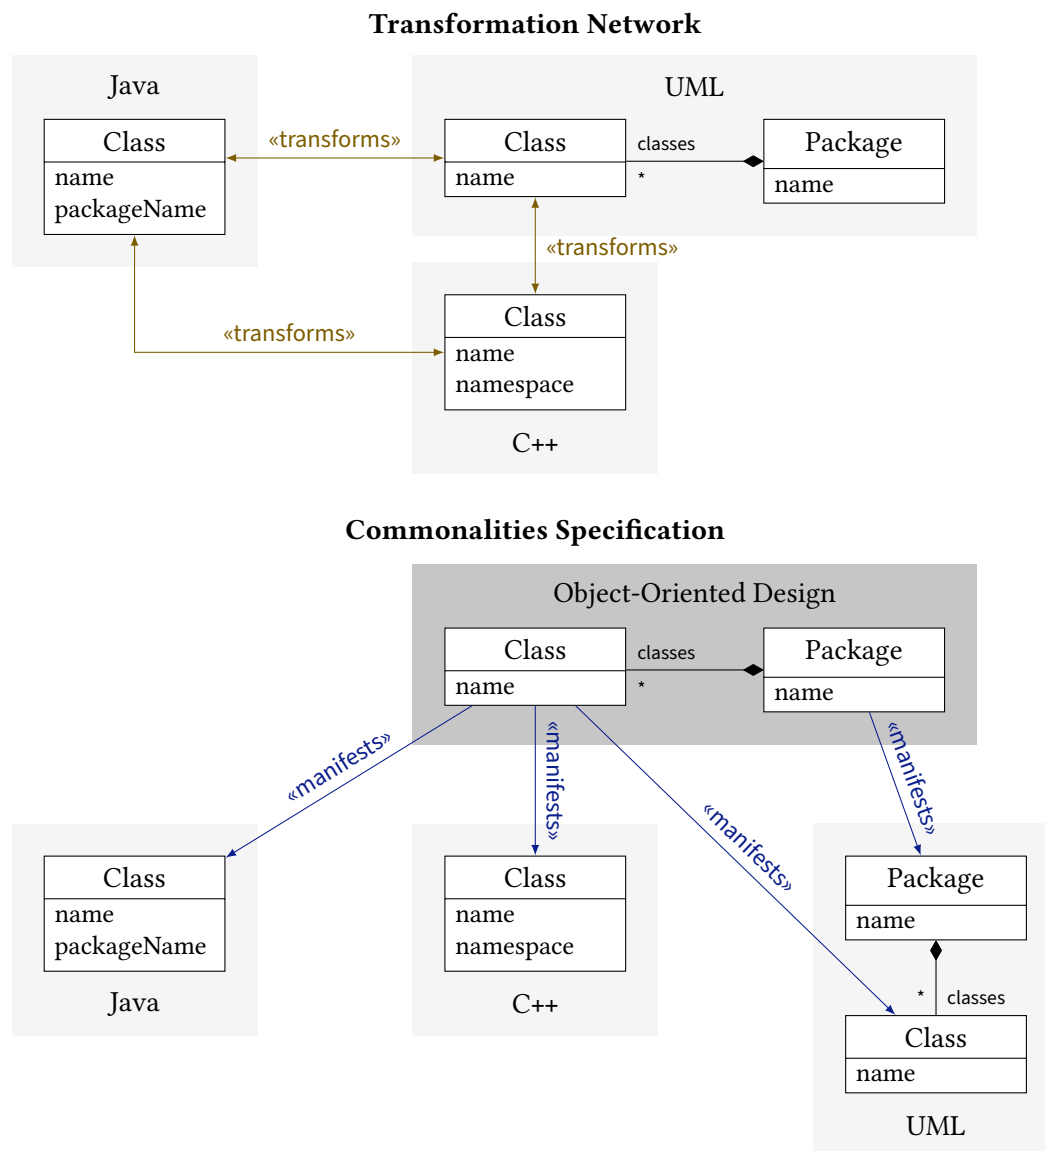 Transformation Network
Java
Class
name
packageName
«transforms»
UML
Class
name
classes
*
Package
name
«transforms»
«transforms»
Class
name
namespace
C++
Commonalities Specification
Object-Oriented Design
Class
name
classes
*
Package
name
«manifests»
«manifests»
«manifests»
«manifests»
Class
name
packageName
Java
Class
name
namespace
C++
Package
name
*
classes
Class
name
UML